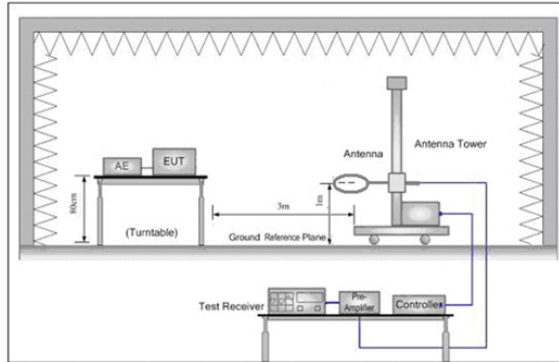 Antenna
Antenna Tower
AE
EUT
80cm
3m
1m
(Turntable)
Ground Reference Plane
Test Receiver
Pre-
Amplifier
Controller